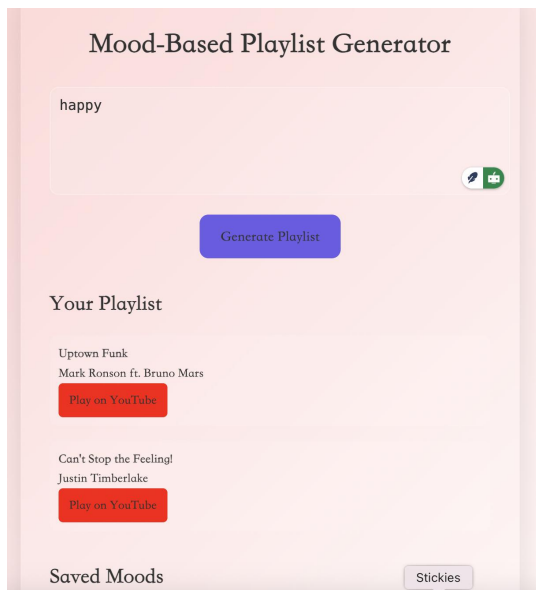 Mood-Based Playlist Generator
happy
Generate Playlist
Your Playlist
Uptown Funk
Mark Ronson ft. Bruno Mars
Play on YouTube
Can't Stop the Feeling!
Justin Timberlake
Play on YouTube
Saved Moods
Stickies